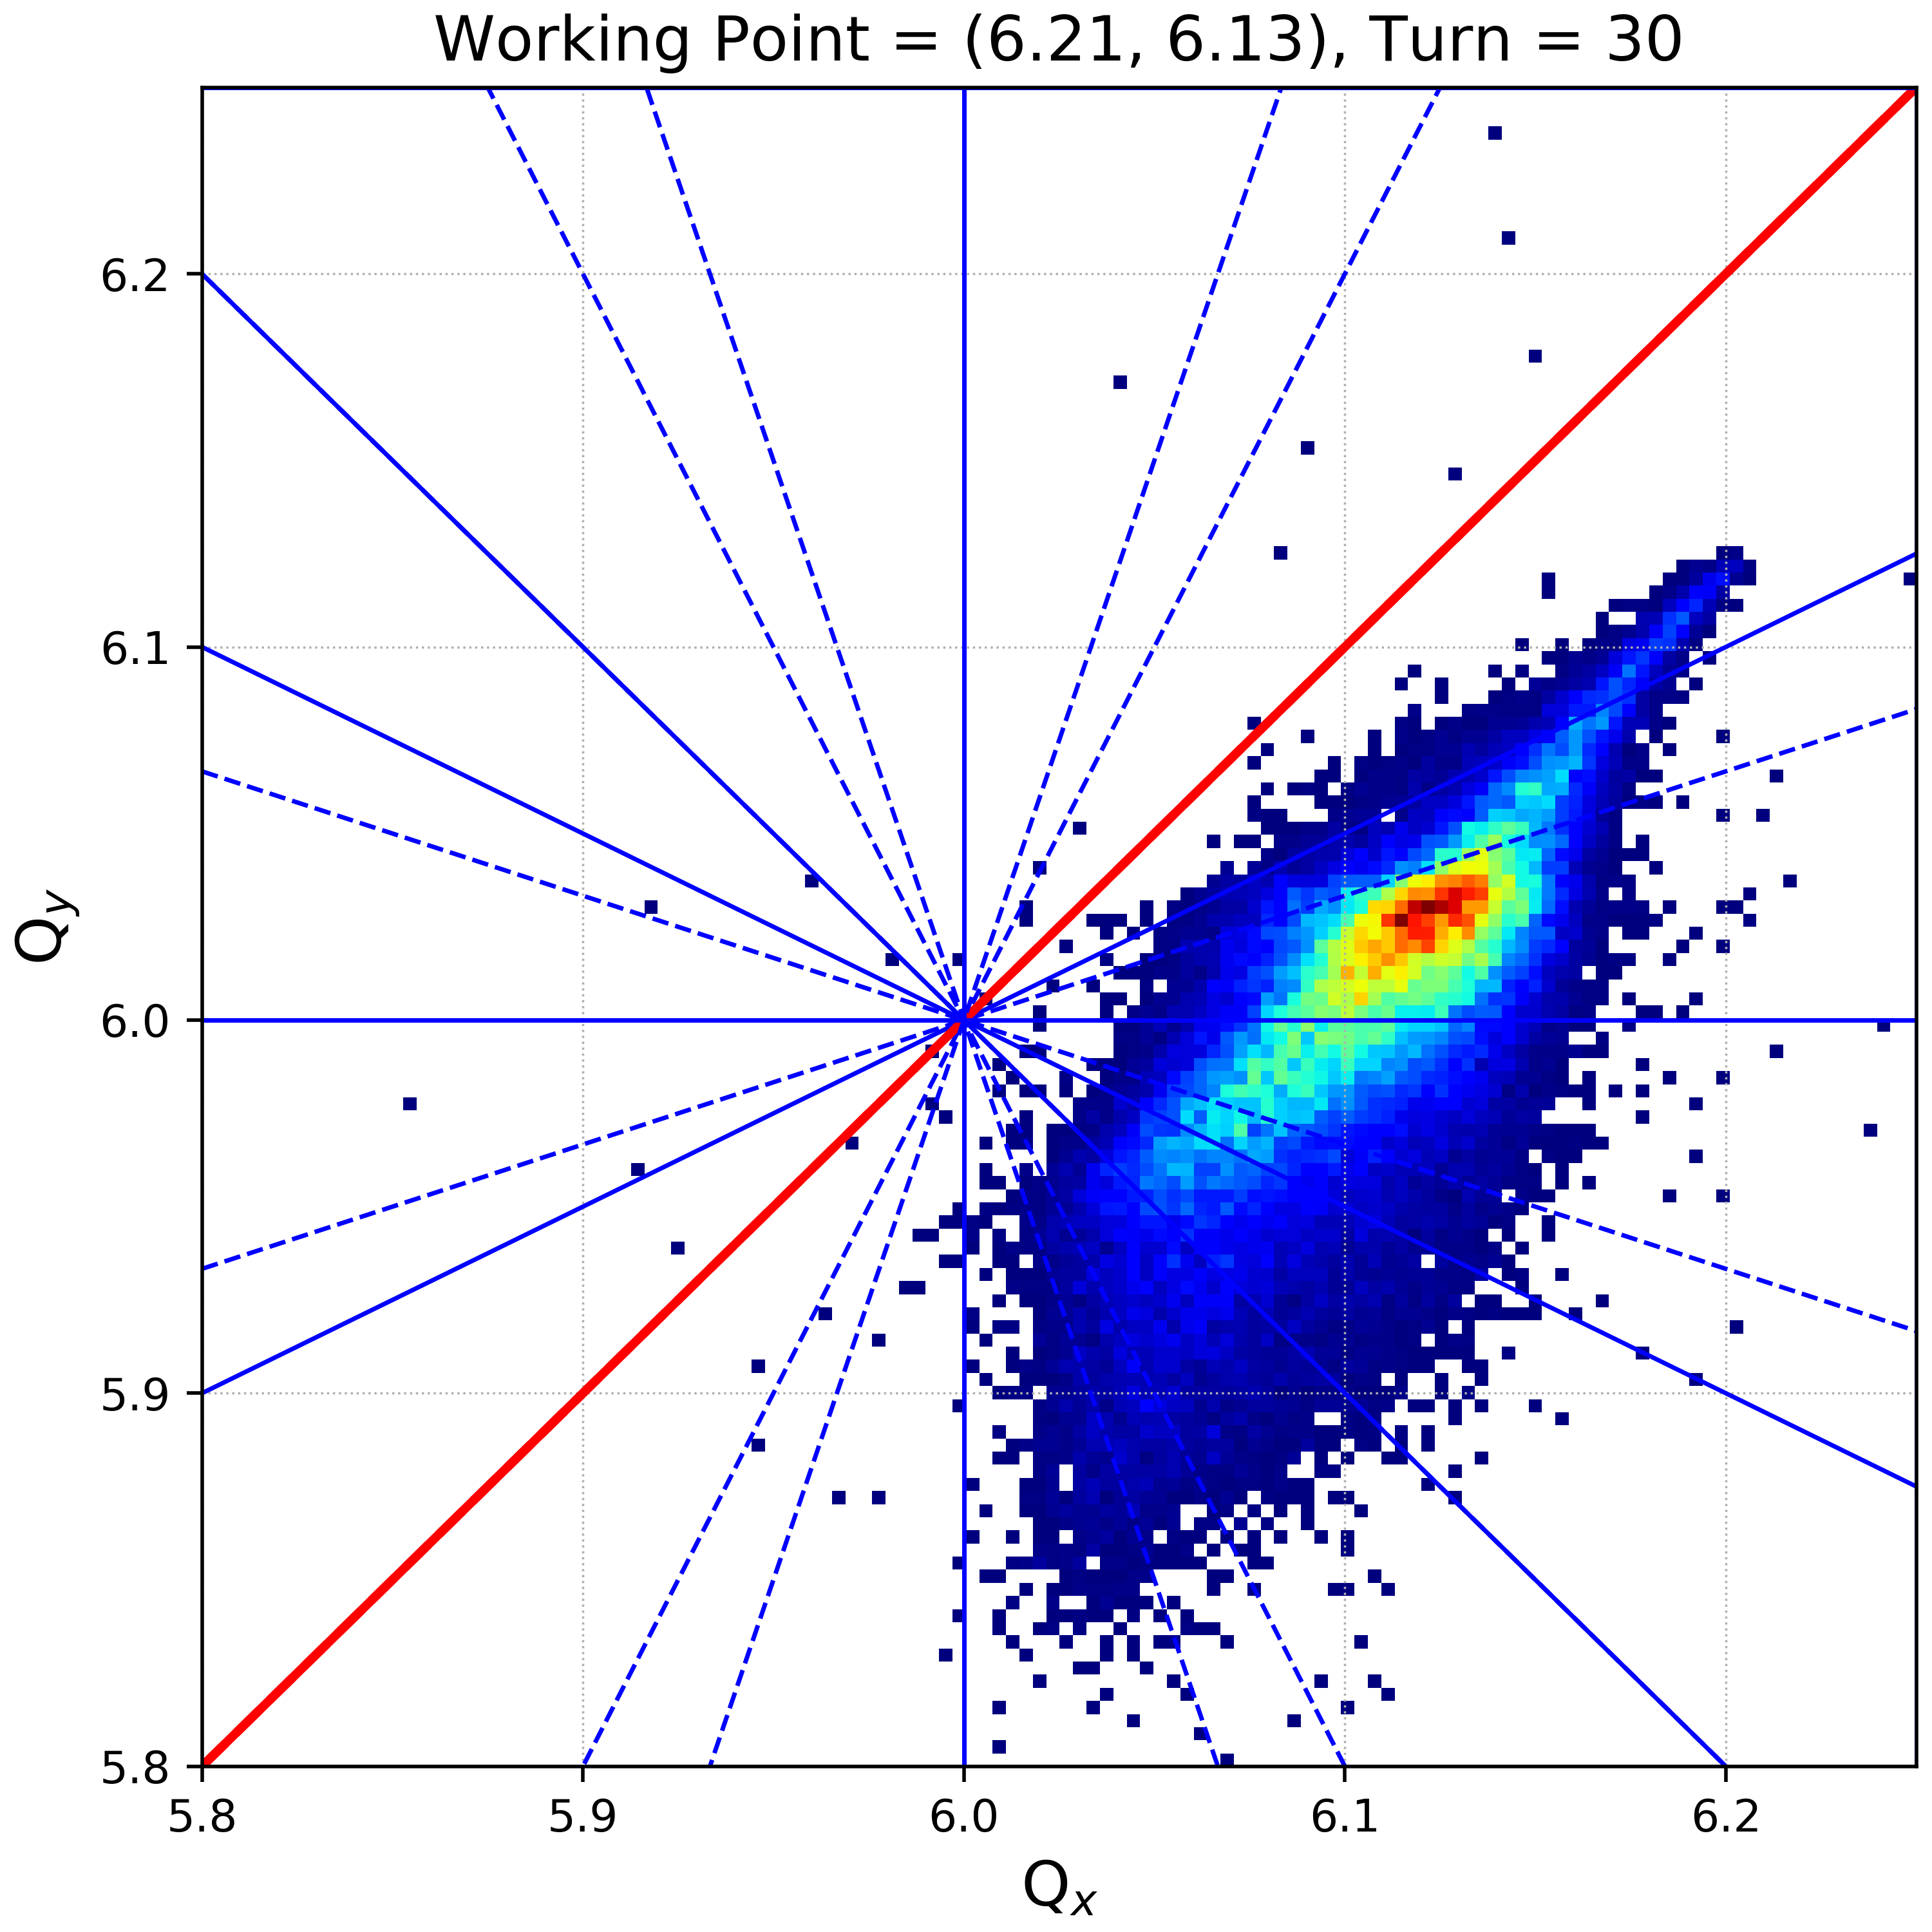 Working Point = (6.21, 6.13), Turn = 30
6.2
6.1
6.0
5.9
5.8
Qy
5.8 5.9 6.0 6.1 6.2
Qx